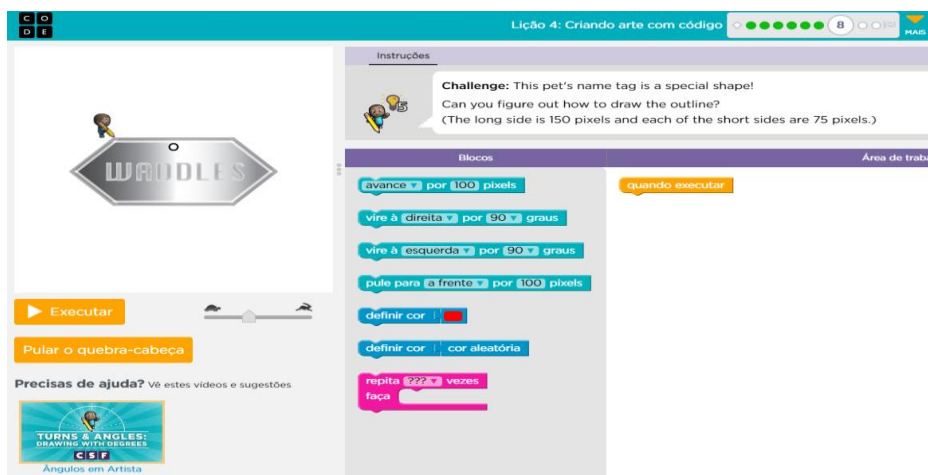 C O
D E
Lição 4: Criando arte com código
8
MAIS
Instruções
Challenge: This pet's name tag is a special shape!
Can you figure out how to draw the outline?
(The long side is 150 pixels and each of the short sides are 75 pixels.)
5
WADDLES
Blocos
Área de trab
avance por 100 pixels
quando executar
vire à direita por 90 graus
vire à esquerda por 90 graus
pule para a frente por 100 pixels
Executar
definir cor
Pular o quebra-cabeça
definir cor cor aleatória
Precisas de ajuda? Vê estes vídeos e sugestões
repita ??? vezes
faça
TURNS & ANGLES:
DRAWING WITH DEGREES
CSF
Ângulos em Artista